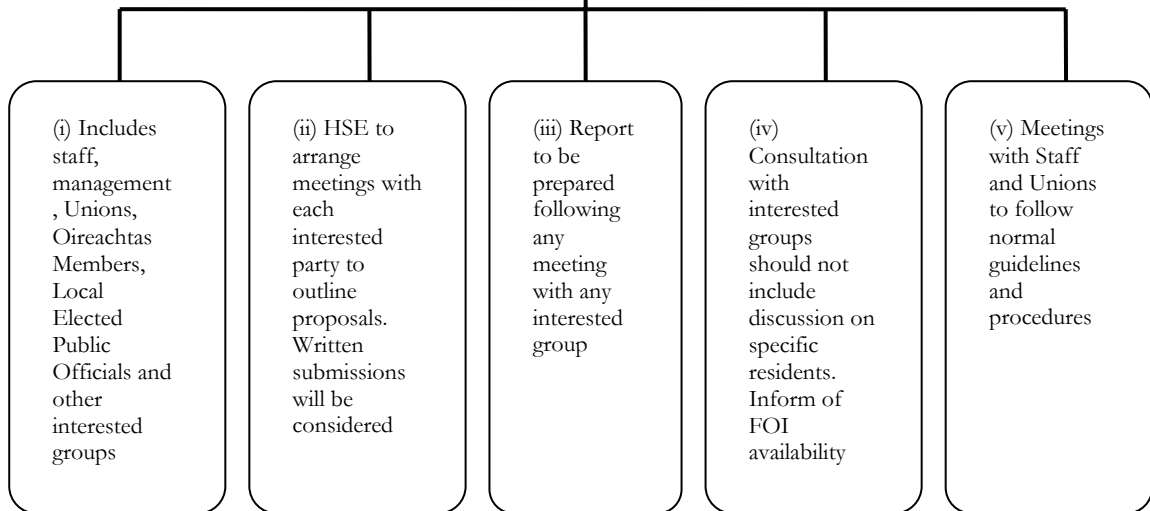 (i) Includes
staff,
management
, Unions,
Oireachtas
Members,
Local
Elected
Public
Officials and
other
interested
groups
(ii) HSE to
arrange
meetings with
each
interested
party to
outline
proposals.
Written
submissions
will be
considered
(iii) Report
to be
prepared
following
any
meeting
with any
interested
group
(iv)
Consultation
with
interested
groups
should not
include
discussion on
specific
residents.
Inform of
FOI
availability
(v) Meetings
with Staff
and Unions
to follow
normal
guidelines
and
procedures